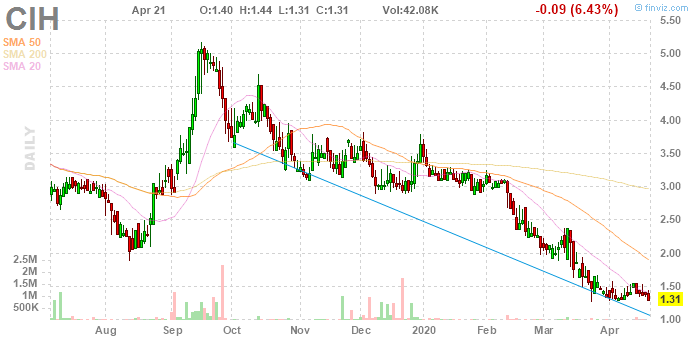 CIH
Apr 21 O:1.40 H:1.44 L:1.31 C:1.31 Vol:42.08K -0.09 (6.43%)
© finviz.com
SMA 50
SMA 200
SMA 20
DAILY
5.50
5.00
4.50
4.00
3.50
3.00
2.50
2.00
1.50
1.31
1.00
2.5M
2M
1.5M
1M
500K
Aug Sep Oct Nov Dec 2020 Feb Mar Apr